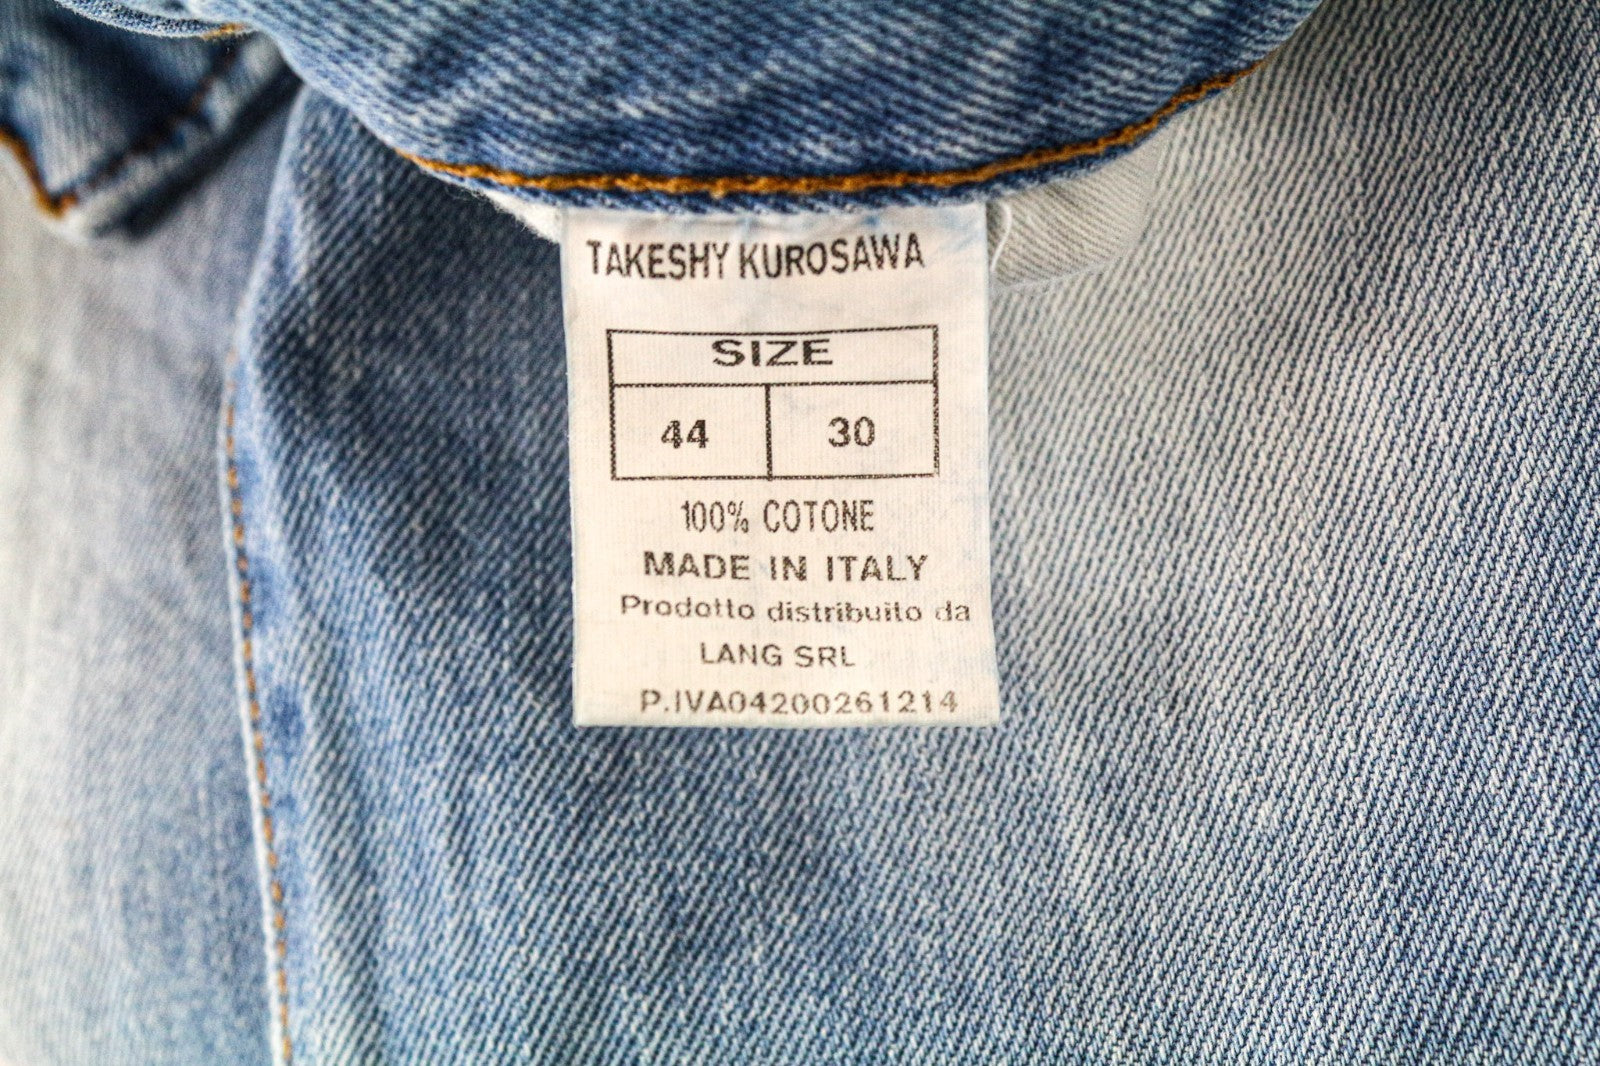 TAKESHY KUROSAWA
SIZE
44 30
100% COTONE
MADE IN ITALY
Prodotto distribuito da
LANG SRL
P.IVA04200261214